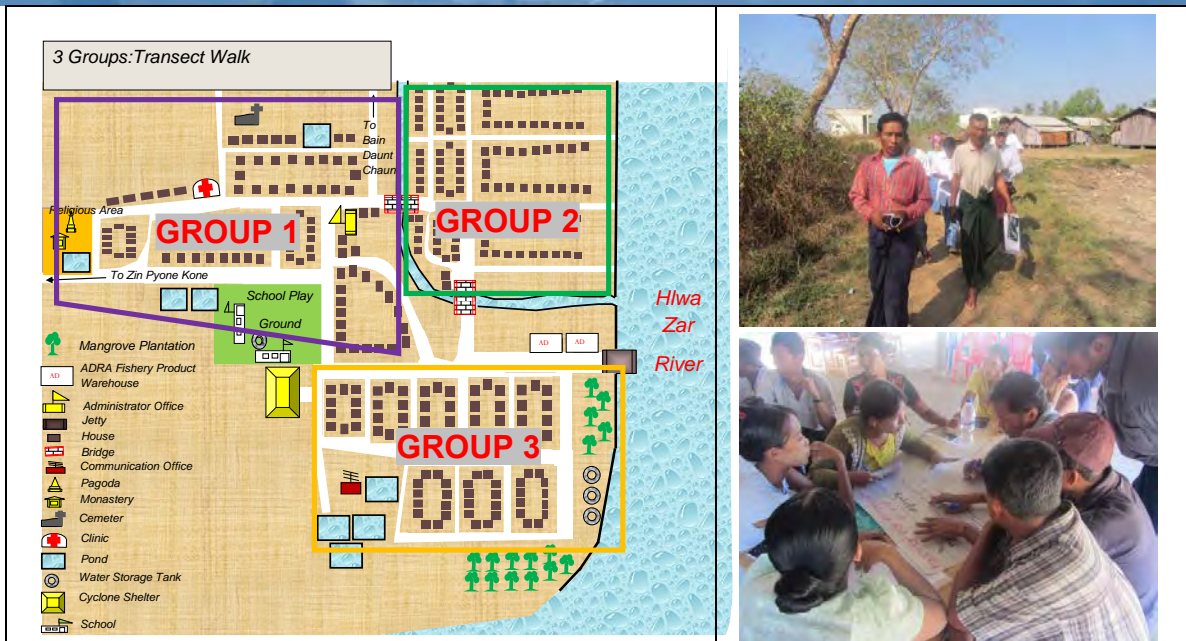 3 Groups:Transect Walk
To
Bain
Daunt
Chaun
Religious Area
GROUP 1
GROUP 2
To Zin Pyone Kone
School Play
Ground
Hlwa
Zar
River
Mangrove Plantation
AD
ADRA Fishery Product
Warehouse
AD
AD
Administrator Office
Jetty
House
Bridge
Communication Office
Pagoda
Monastery
Cemeter
Clinic
Pond
Water Storage Tank
Cyclone Shelter
School
GROUP 3